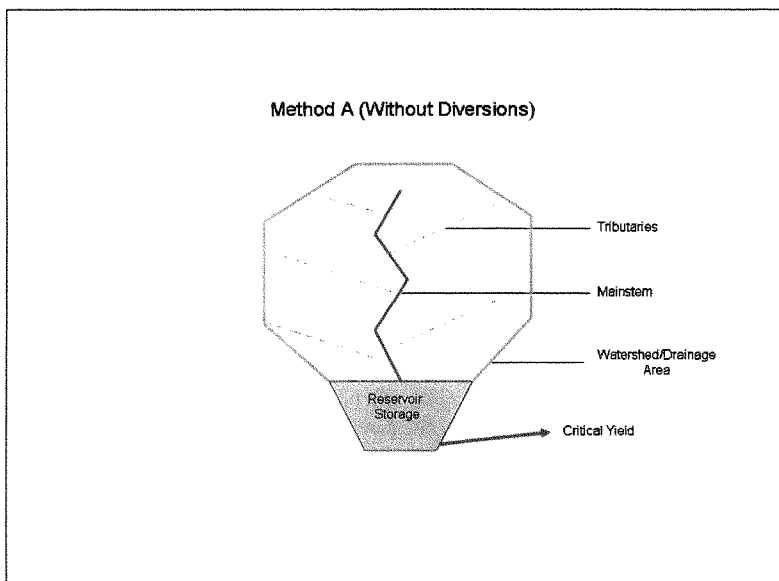 Method A (Without Diversions)
Tributaries
Mainstem
Watershed/Drainage
Area
Reservoir
Storage
Critical Yield